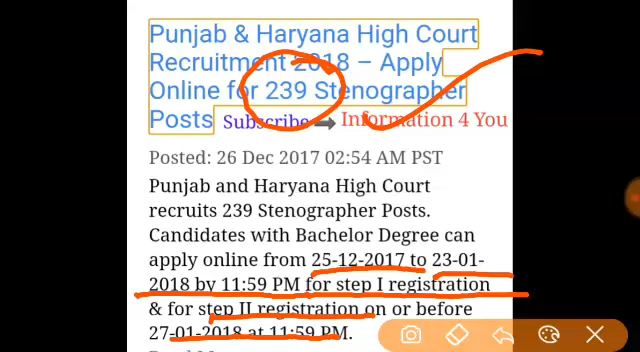 Punjab & Haryana High Court
Recruitment 2018 – Apply
Online for 239 Stenographer
Posts Subscribe ➡ Information 4 You
Posted: 26 Dec 2017 02:54 AM PST
Punjab and Haryana High Court
recruits 239 Stenographer Posts.
Candidates with Bachelor Degree can
apply online from 25-12-2017 to 23-01-
2018 by 11:59 PM for step I registration
& for step II registration on or before
27-01-2018 at 11:59 PM.